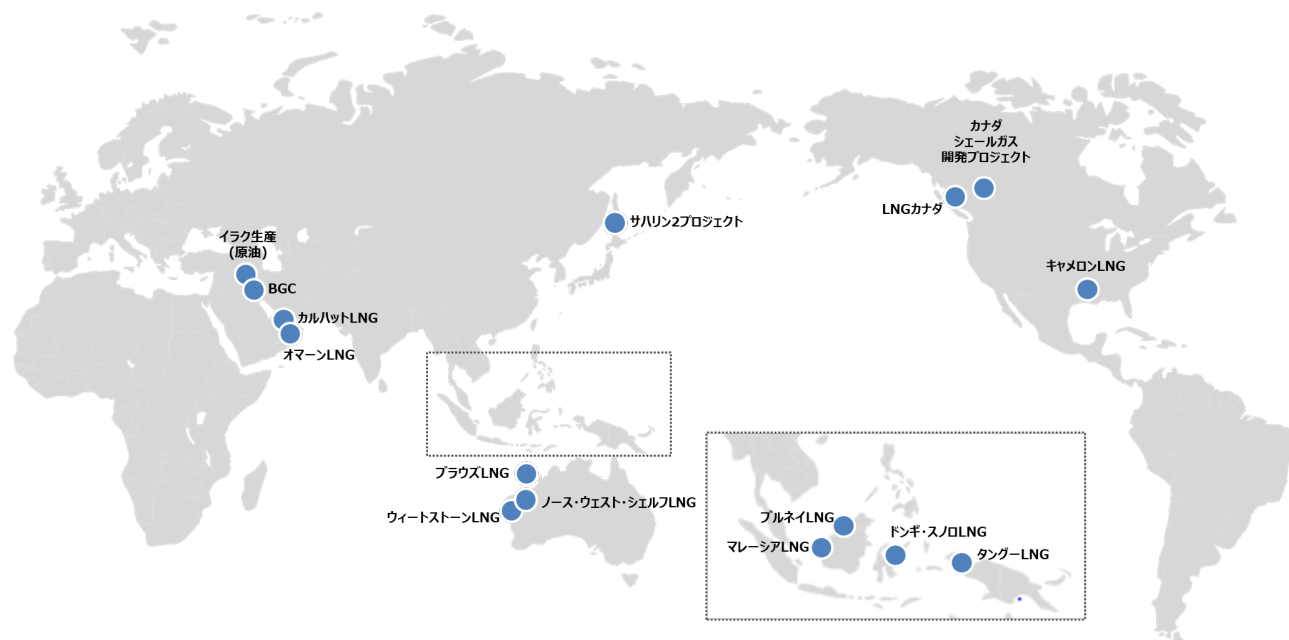 カナダ
シェールガス
開発プロジェクト
LNGカナダ
サハリン2プロジェクト
イラク生産
(原油)
キャメロンLNG
BGC
カルハットLNG
オマーンLNG
ブラウズLNG
ノース・ウェスト・シェルフLNG
ウィートストーンLNG
ブルネイLNG
ドンギ・スノロLNG
マレーシアLNG
タングーLNG